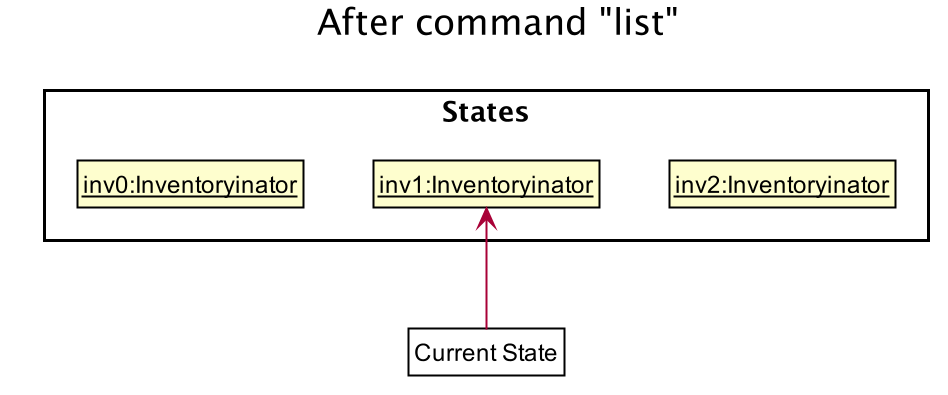 After command "list"
States
inv0:Inventoryinator
inv1:Inventoryinator
inv2:Inventoryinator
Current State